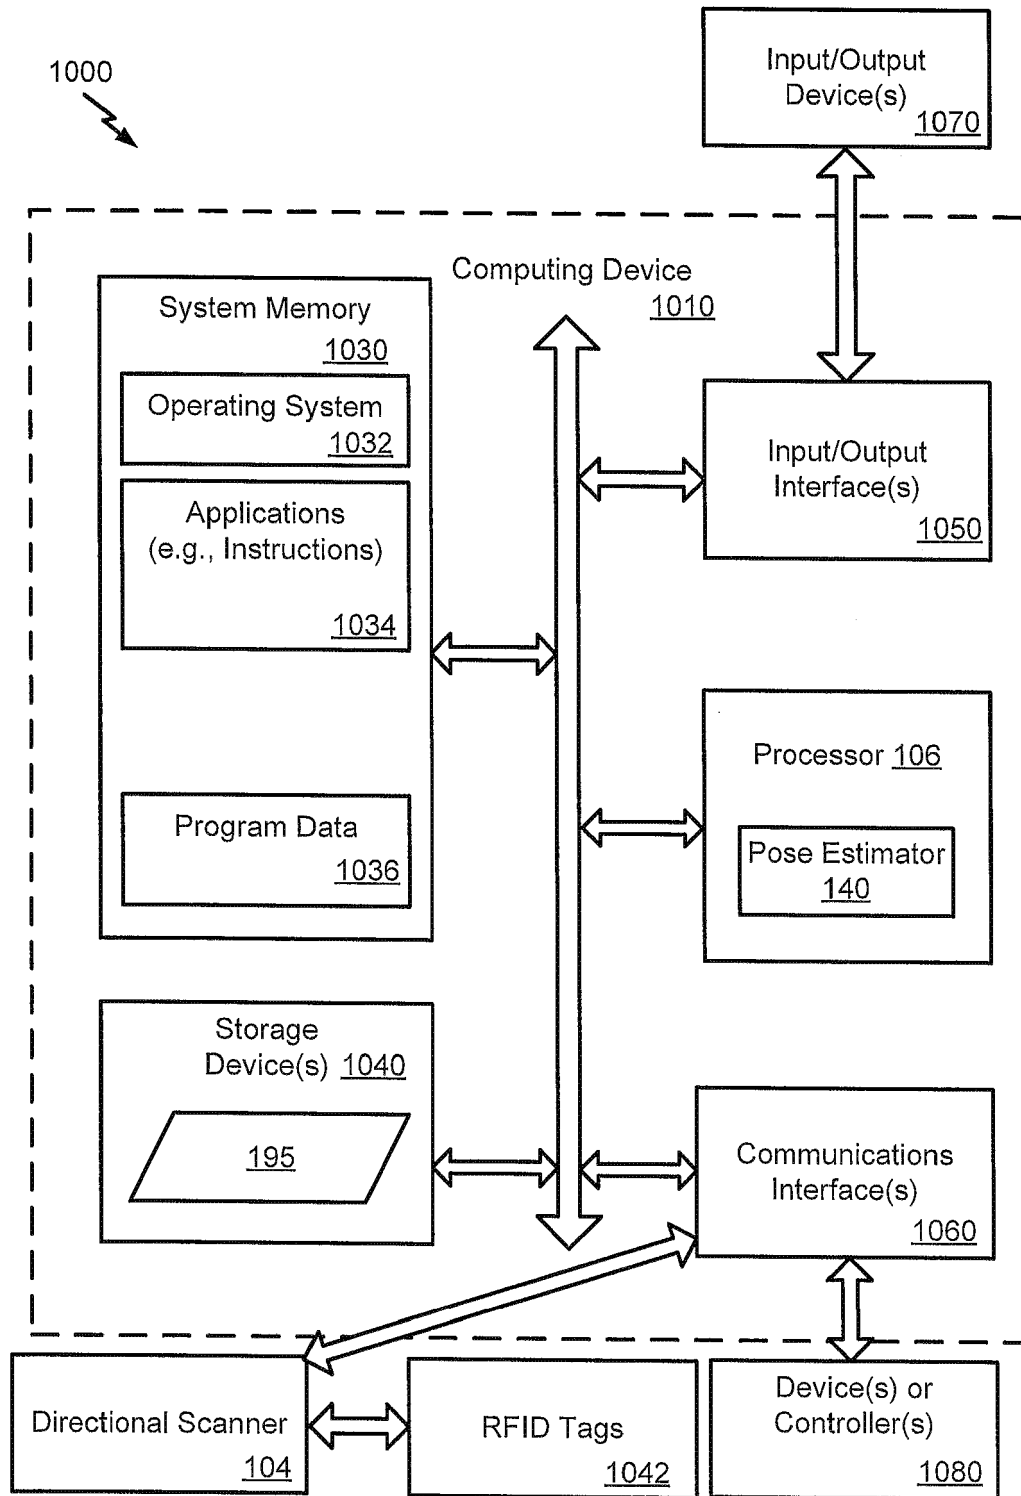 1000
Input/Output
Device(s)
1070
Computing Device
1010
System Memory
1030
Operating System
1032
Applications
(e.g., Instructions)
1034
Program Data
1036
Input/Output
Interface(s)
1050
Processor 106
Pose Estimator
140
Storage
Device(s) 1040
195
Communications
Interface(s)
1060
Directional Scanner
104
RFID Tags
1042
Device(s) or
Controller(s)
1080